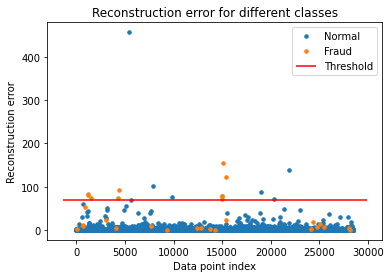 Reconstruction error for different classes
Normal
Fraud
Threshold
Reconstruction error
400
300
200
100
0
0 5000 10000 15000 20000 25000 30000
Data point index